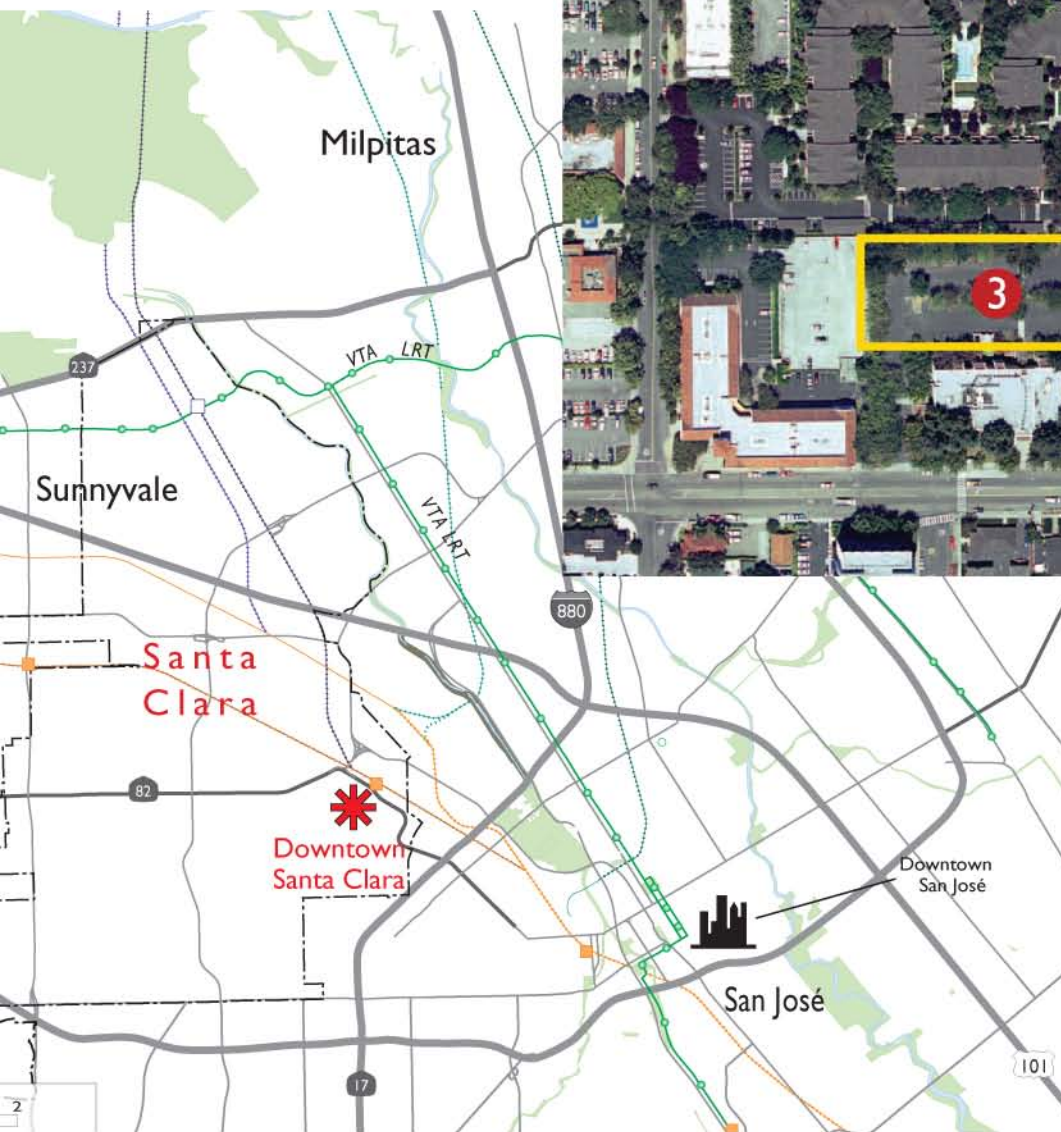 Milpitas
3
VTA LRT
237
Sunnyvale
VTA LRT
880
Santa
Clara
82
Downtown
Santa Clara
Downtown
San José
San José
101
17
2